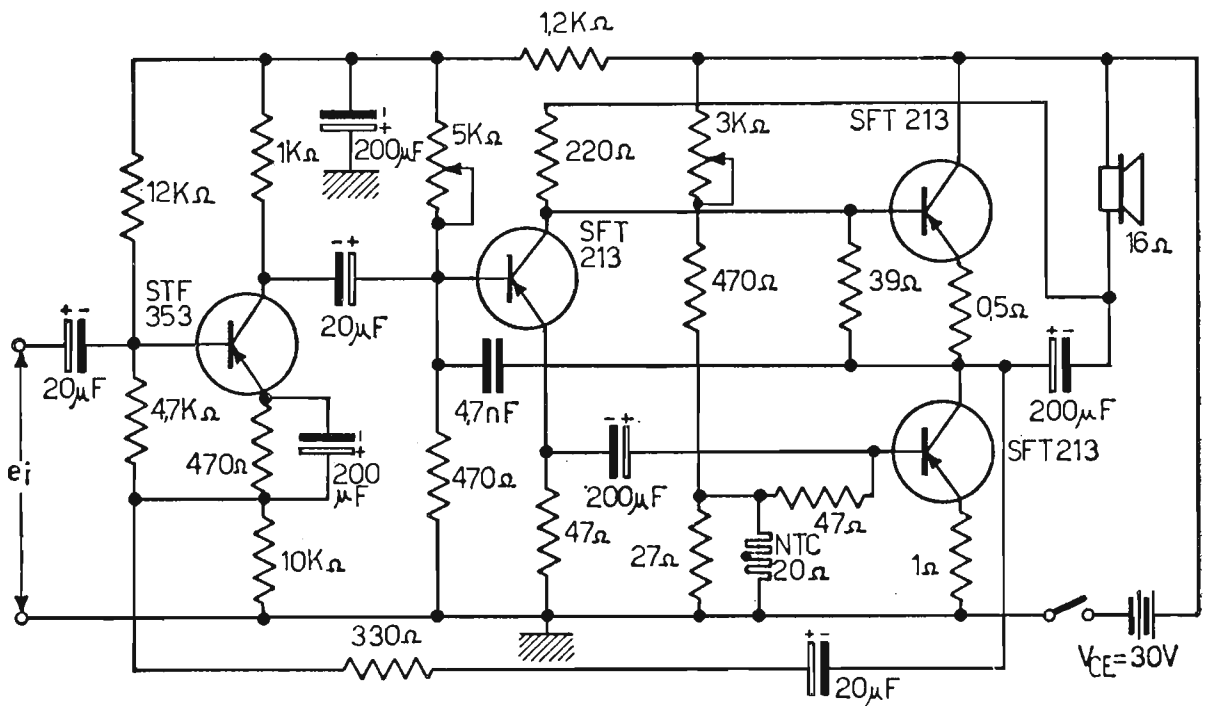 1,2KΩ
1KΩ
200µF
5KΩ
220Ω
3KΩ
SFT 213
12KΩ
16Ω
STF
353
20µF
SFT
213
470Ω
39Ω
0,5Ω
20µF
4,7KΩ
4,7nF
200µF
SFT213
ei
470Ω
200
µF
470Ω
200µF
47Ω
47Ω
27Ω
NTC
20Ω
1Ω
10KΩ
330Ω
20µF
VCE=30V
- +
+ -